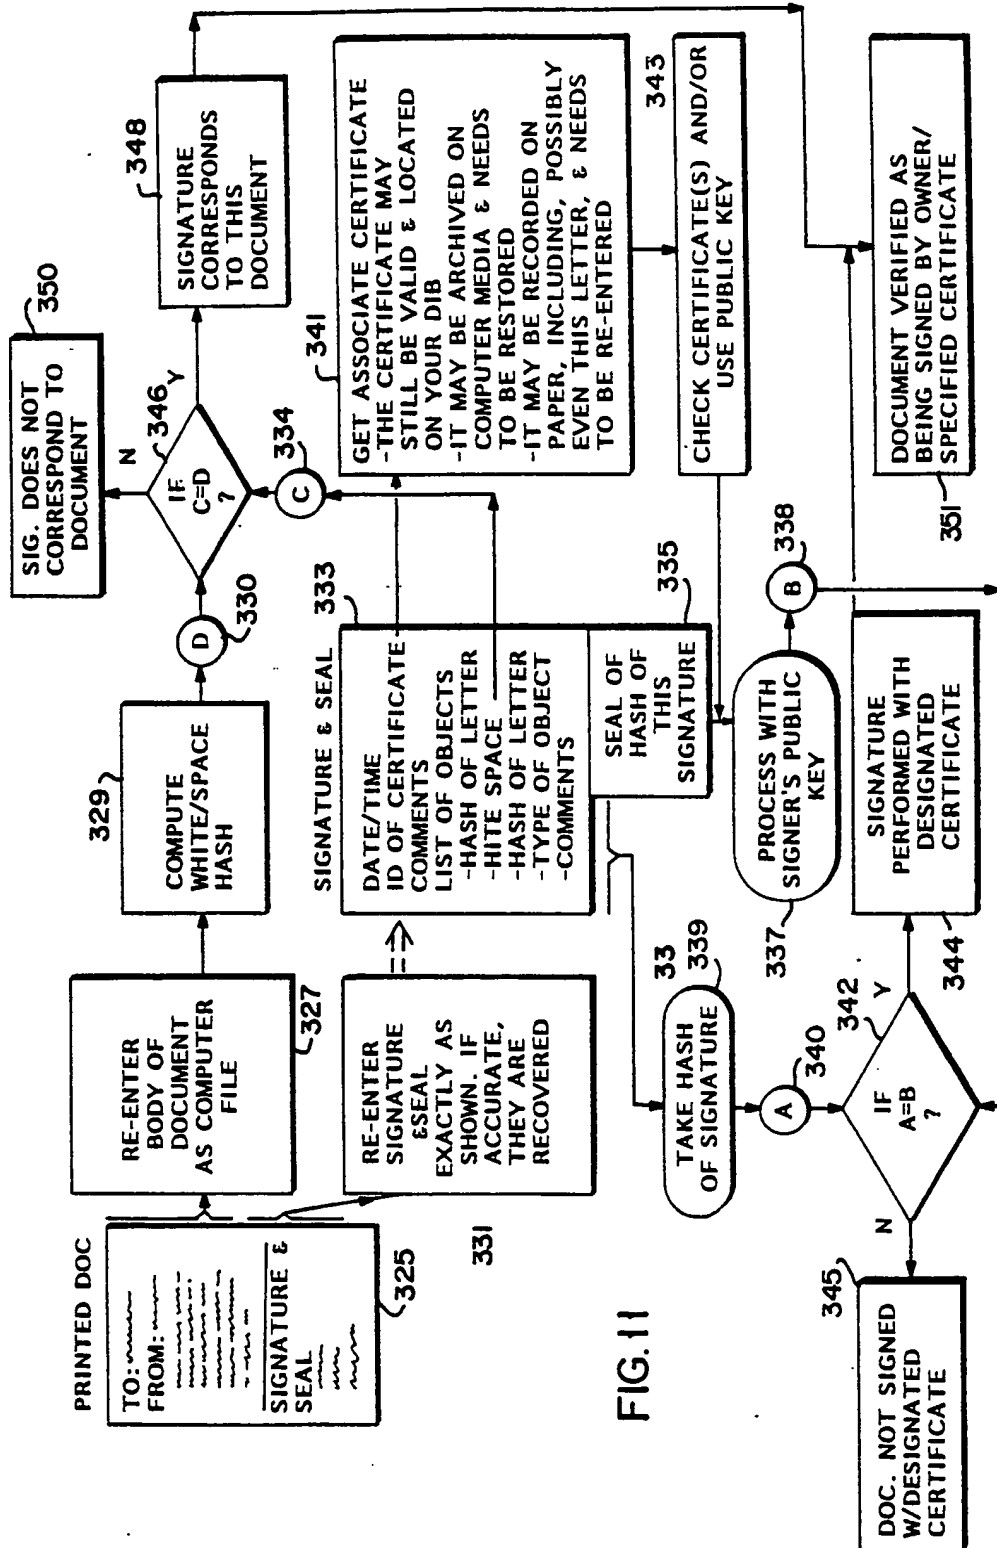 PRINTED DOC
TO:
FROM:
SIGNATURE &
SEAL
325
RE-ENTER
BODY OF
DOCUMENT
AS COMPUTER
FILE
327
COMPUTE
WHITE/SPACE
HASH
329
D
330
IF
C=D
?
346
N
Y
SIG. DOES NOT
CORRESPOND TO
DOCUMENT
350
SIGNATURE
CORRESPONDS
TO THIS
DOCUMENT
348
C
334
331
RE-ENTER
SIGNATURE
&SEAL
EXACTLY AS
SHOWN. IF
ACCURATE,
THEY ARE
RECOVERED
SIGNATURE & SEAL
333
DATE/TIME
ID OF CERTIFICATE
COMMENTS
LIST OF OBJECTS
-HASH OF LETTER
-HITE SPACE
-HASH OF LETTER
-TYPE OF OBJECT
-COMMENTS
SEAL OF
HASH OF
THIS
SIGNATURE
335
341
GET ASSOCIATE CERTIFICATE
-THE CERTIFICATE MAY
STILL BE VALID & LOCATED
ON YOUR DIB
-IT MAY BE ARCHIVED ON
COMPUTER MEDIA & NEEDS
TO BE RESTORED
-IT MAY BE RECORDED ON
PAPER, INCLUDING, POSSIBLY
EVEN THIS LETTER, & NEEDS
TO BE RE-ENTERED
343
CHECK CERTIFICATE(S) AND/OR
USE PUBLIC KEY
33
339
TAKE HASH
OF SIGNATURE
A
340
PROCESS WITH
SIGNER'S PUBLIC
KEY
337
B
338
IF
A=B
?
342
N
Y
345
DOC. NOT SIGNED
W/DESIGNATED
CERTIFICATE
SIGNATURE
PERFORMED WITH
DESIGNATED
CERTIFICATE
344
DOCUMENT VERIFIED AS
BEING SIGNED BY OWNER/
SPECIFIED CERTIFICATE
351
FIG.11